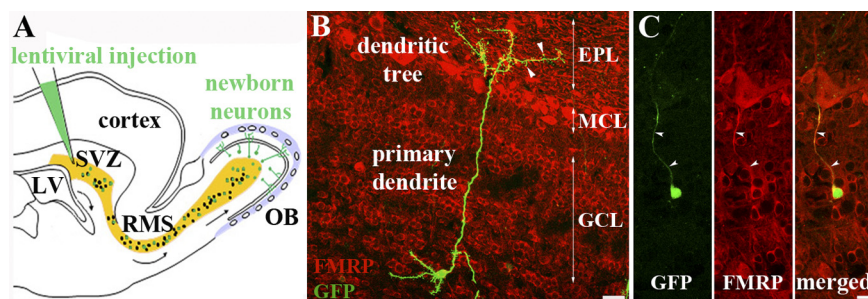 A
lentiviral injection
newborn
neurons
cortex
SVZ
LV
RMS
OB
B
dendritic
tree
EPL
MCL
primary
dendrite
GCL
FMRP
GFP
C
GFP
FMRP
merged